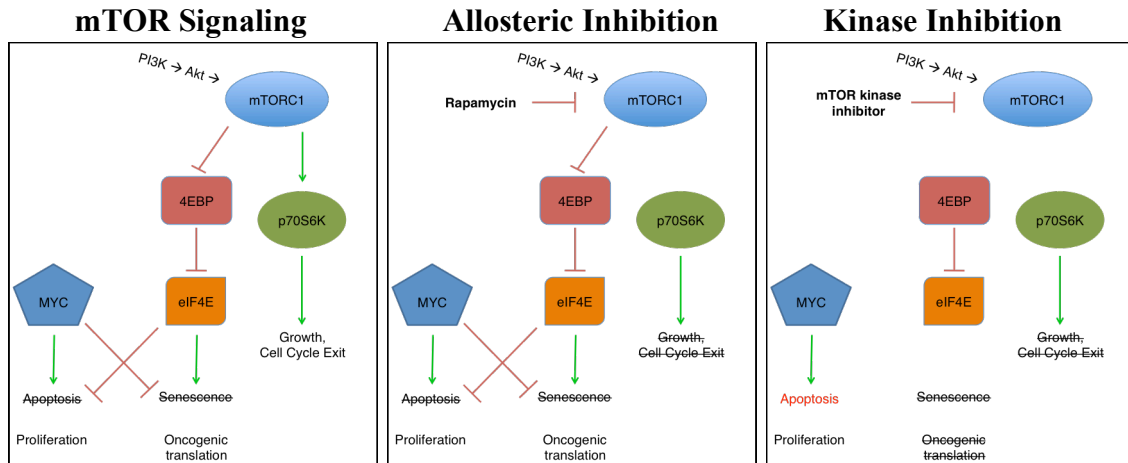 mTOR Signaling
PI3K → Akt →
mTORC1
4EBP
p70S6K
MYC
eIF4E
Growth,
Cell Cycle Exit
Apoptosis
Senescence
Proliferation
Oncogenic
translation
Allosteric Inhibition
PI3K → Akt →
Rapamycin
mTORC1
4EBP
p70S6K
MYC
eIF4E
Growth,
Cell Cycle Exit
Apoptosis
Senescence
Proliferation
Oncogenic
translation
Kinase Inhibition
PI3K → Akt →
mTOR kinase
inhibitor
mTORC1
4EBP
p70S6K
MYC
eIF4E
Growth,
Cell Cycle Exit
Apoptosis
Senescence
Proliferation
Oncogenic
translation